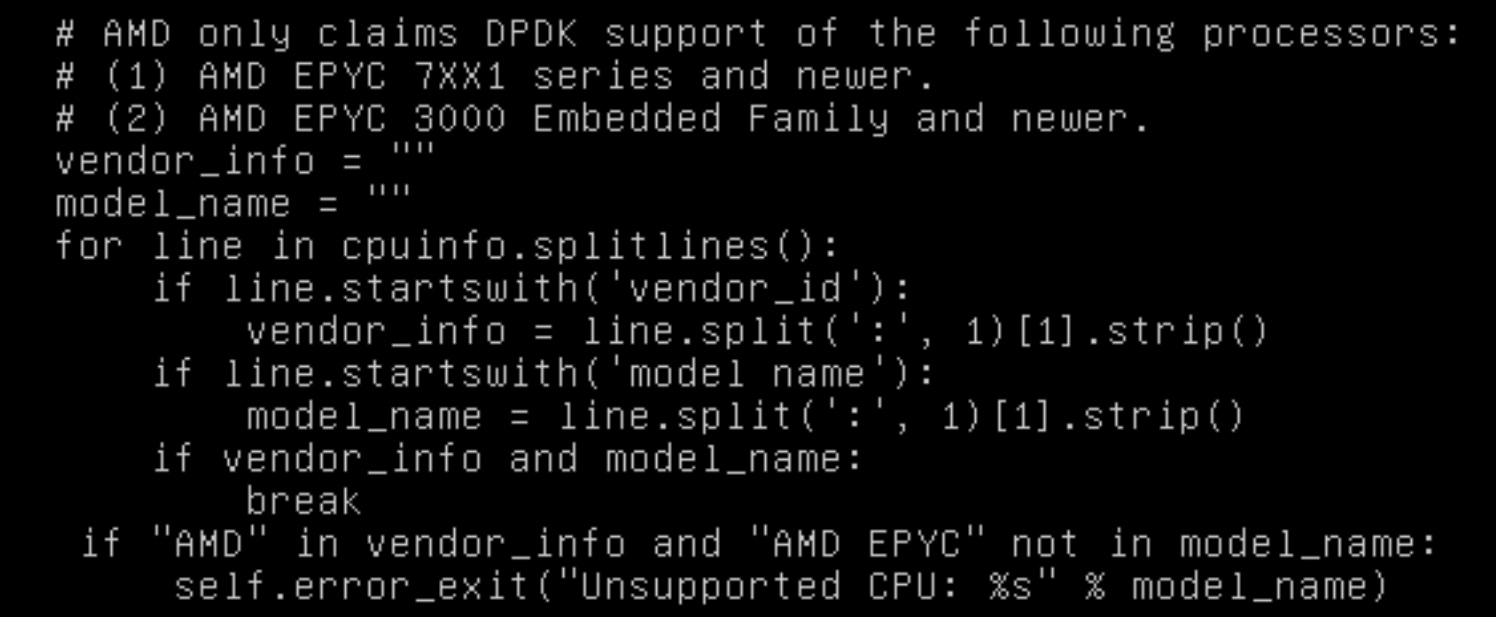 # AMD only claims DPDK support of the following processors:
# (1) AMD EPYC 7XX1 series and newer.
# (2) AMD EPYC 3000 Embedded Family and newer.
vendor_info = ""
model_name = ""
for line in cpuinfo.splitlines():
    if line.startswith('vendor_id'):
        vendor_info = line.split(':', 1)[1].strip()
    if line.startswith('model name'):
        model_name = line.split(':', 1)[1].strip()
    if vendor_info and model_name:
        break
 if "AMD" in vendor_info and "AMD EPYC" not in model_name:
     self.error_exit("Unsupported CPU: %s" % model_name)